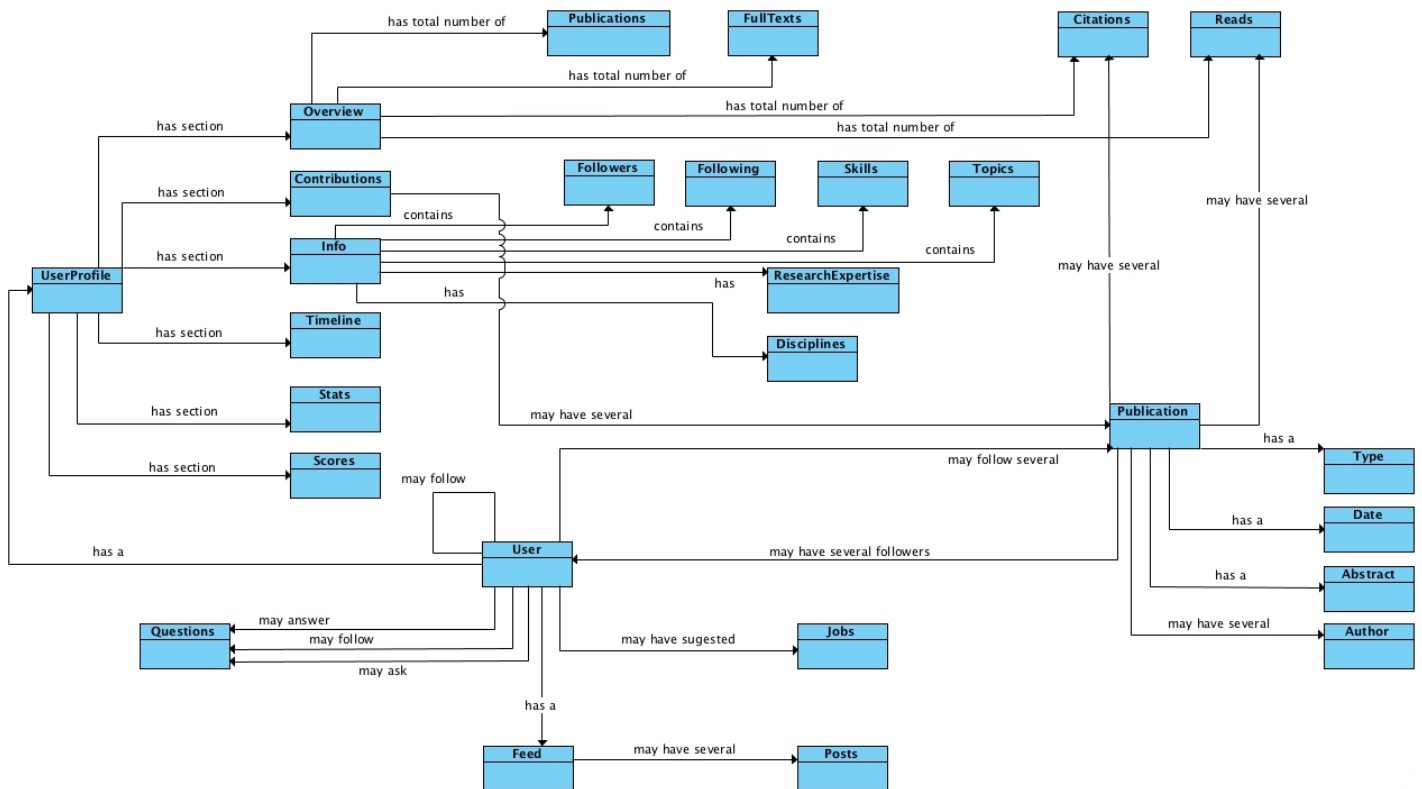 has total number of
Publications
FullTexts
Citations
Reads
has total number of
Overview
has total number of
has total number of
has section
Followers
Following
Skills
Topics
Contributions
has section
may have several
contains
contains
contains
contains
Info
has section
UserProfile
may have several
ResearchExpertise
has
has
Timeline
has section
Disciplines
Stats
has section
may have several
Publication
has a
Scores
has section
may follow several
Type
may follow
Date
has a
has a
User
may have several followers
Abstract
has a
Questions
may answer
may follow
may ask
may have sugested
Jobs
may have several
Author
has a
Feed
may have several
Posts